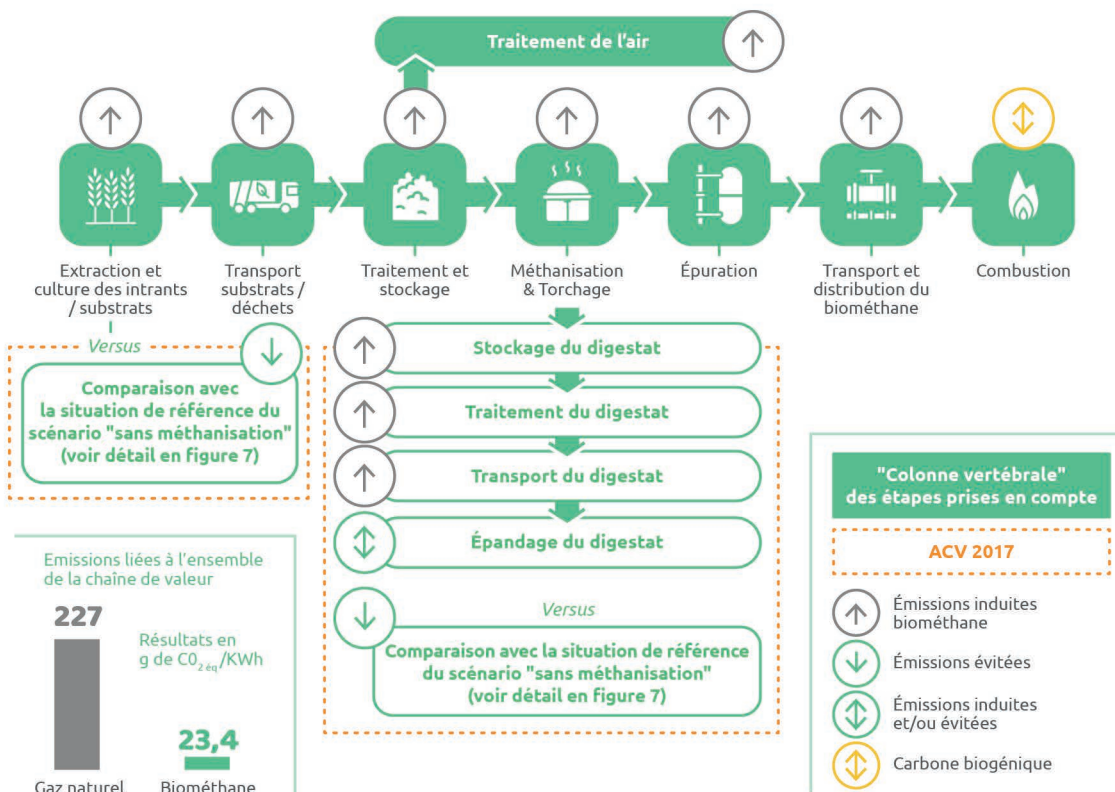 Traitement de l'air
Extraction et
culture des intrants
/ substrats
Transport
substrats /
déchets
Traitement et
stockage
Méthanisation
& Torchage
Épuration
Transport et
distribution du
biométhane
Combustion
Versus
Comparaison avec
la situation de référence du
scénario "sans méthanisation"
(voir détail en figure 7)
Stockage du digestat
Traitement du digestat
Transport du digestat
Épandage du digestat
Versus
Comparaison avec la situation de référence
du scénario "sans méthanisation"
(voir détail en figure 7)
Emissions liées à l'ensemble
de la chaîne de valeur
227
Résultats en
g de C0₂ éq/KWh
23,4
Gaz naturel
Biométhane
"Colonne vertébrale"
des étapes prises en compte
ACV 2017
Émissions induites
biométhane
Émissions évitées
Émissions induites
et/ou évitées
Carbone biogénique